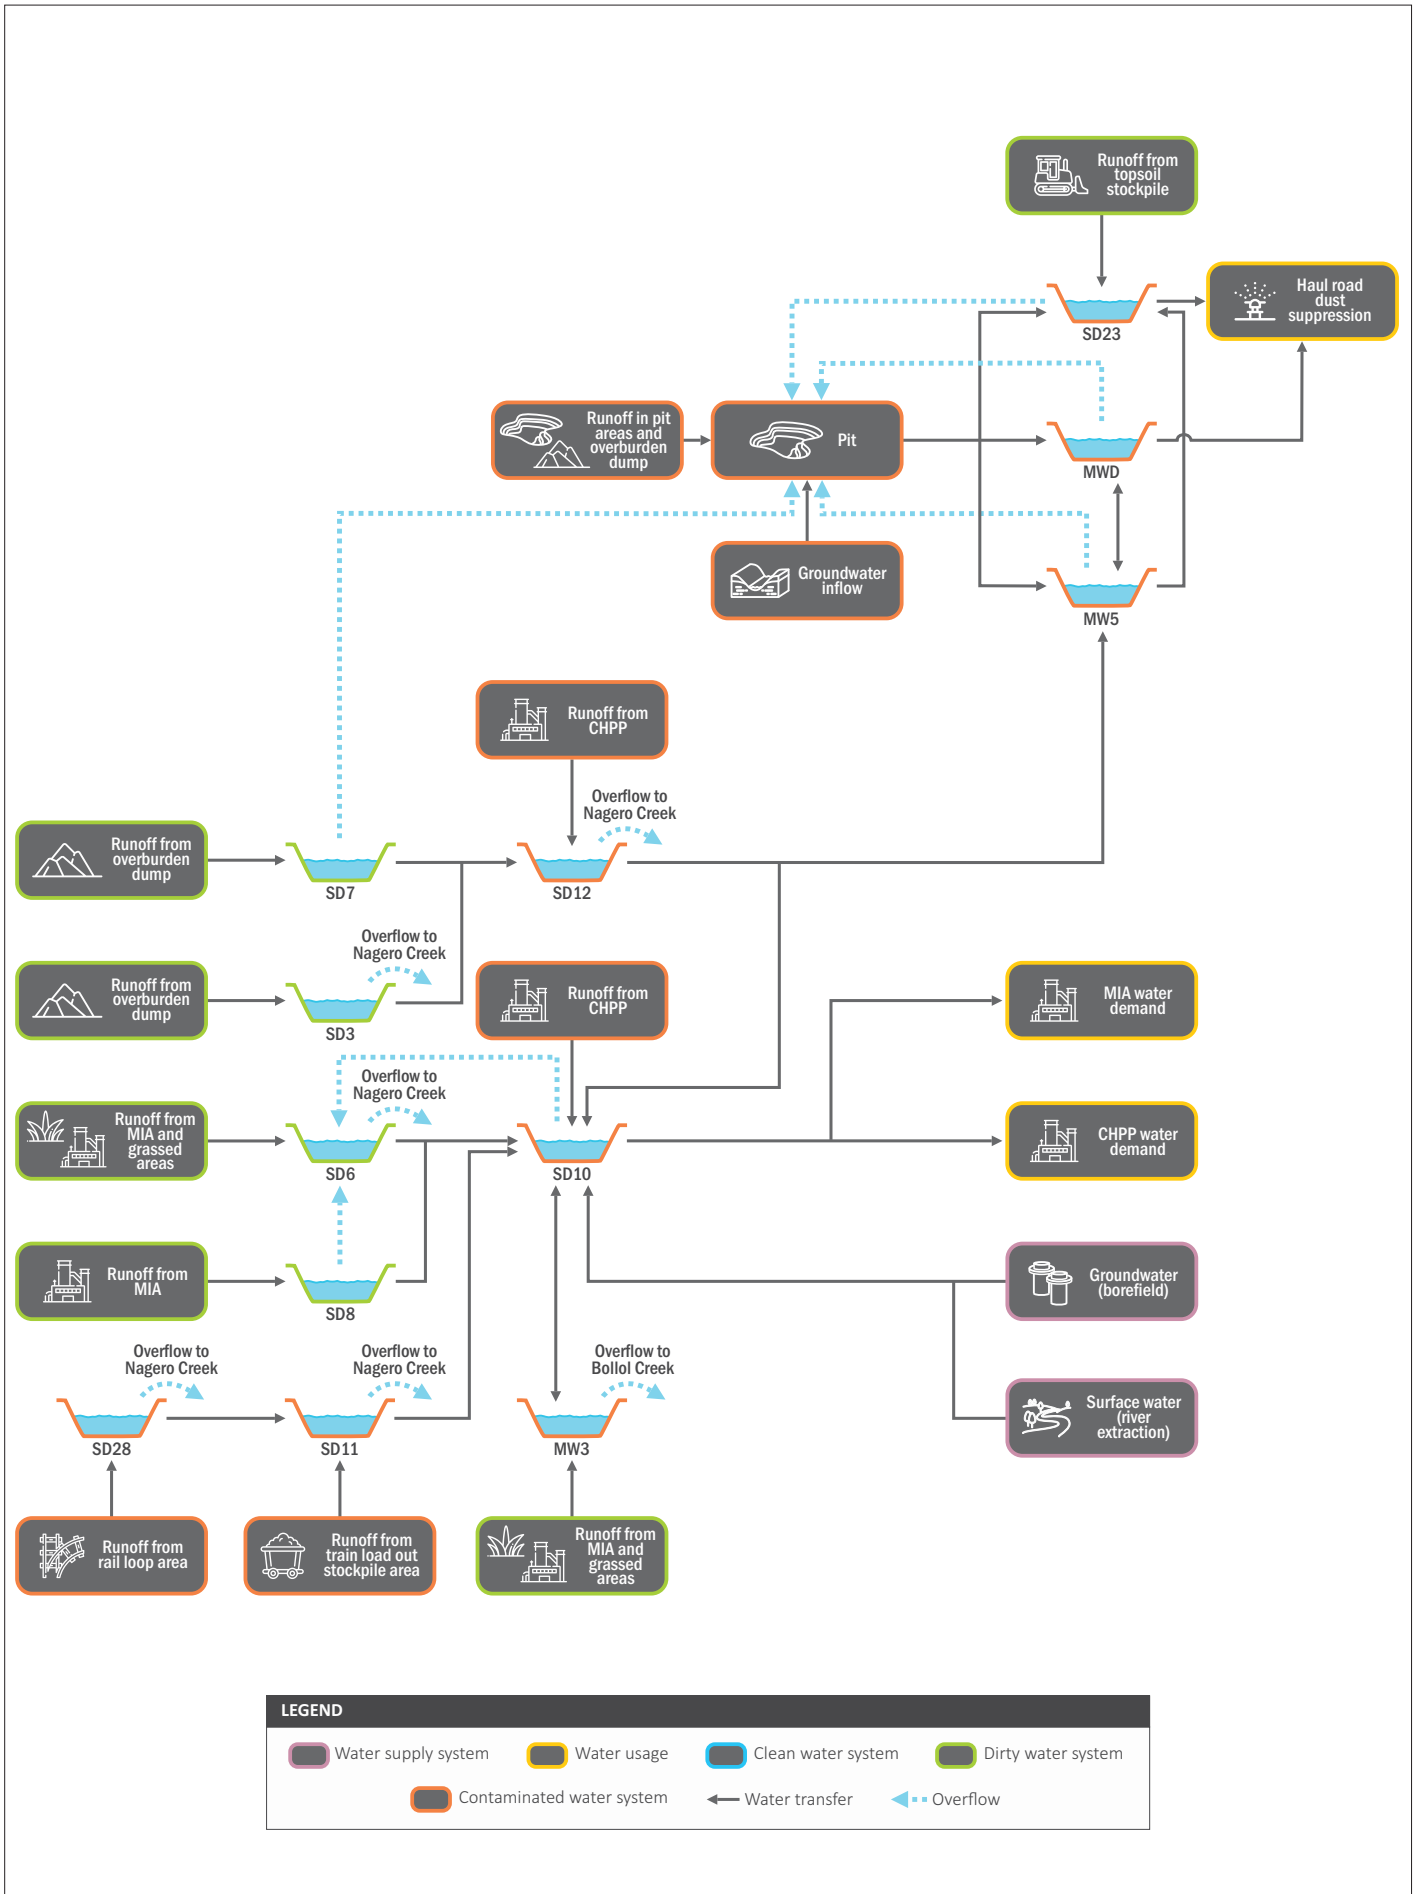 Runoff from
topsoil
stockpile
Haul road
dust
suppression
SD23
Runoff in pit
areas and
overburden
dump
Pit
MWD
Groundwater
inflow
MW5
Runoff from
CHPP
Overflow to
Nagero Creek
Runoff from
overburden
dump
SD7
SD12
Overflow to
Nagero Creek
Runoff from
overburden
dump
SD3
Runoff from
CHPP
MIA water
demand
Overflow to
Nagero Creek
Runoff from
MIA and
grassed
areas
SD6
SD10
CHPP water
demand
Runoff from
MIA
SD8
Groundwater
(borefield)
Overflow to
Nagero Creek
Overflow to
Nagero Creek
Overflow to
Bollol Creek
SD28
SD11
MW3
Surface water
(river
extraction)
Runoff from
rail loop area
Runoff from
train load out
stockpile area
Runoff from
MIA and
grassed
areas
LEGEND
Water supply system
Water usage
Clean water system
Dirty water system
Contaminated water system
Water transfer
Overflow